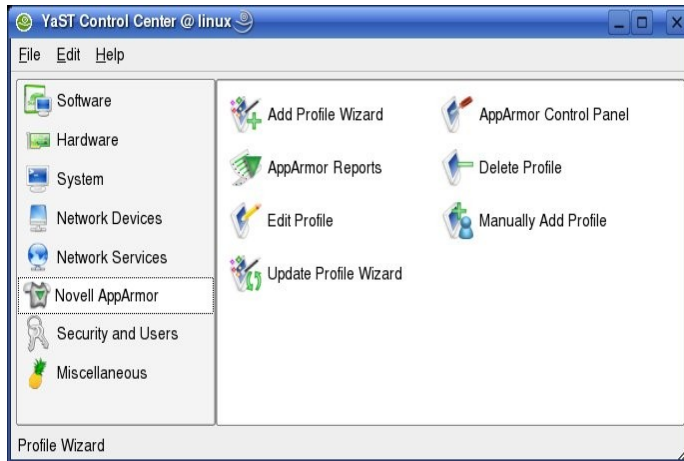 YaST Control Center @ linux
File Edit Help
Software
Hardware
System
Network Devices
Network Services
Novell AppArmor
Security and Users
Miscellaneous
Add Profile Wizard
AppArmor Control Panel
AppArmor Reports
Delete Profile
Edit Profile
Manually Add Profile
Update Profile Wizard
Profile Wizard